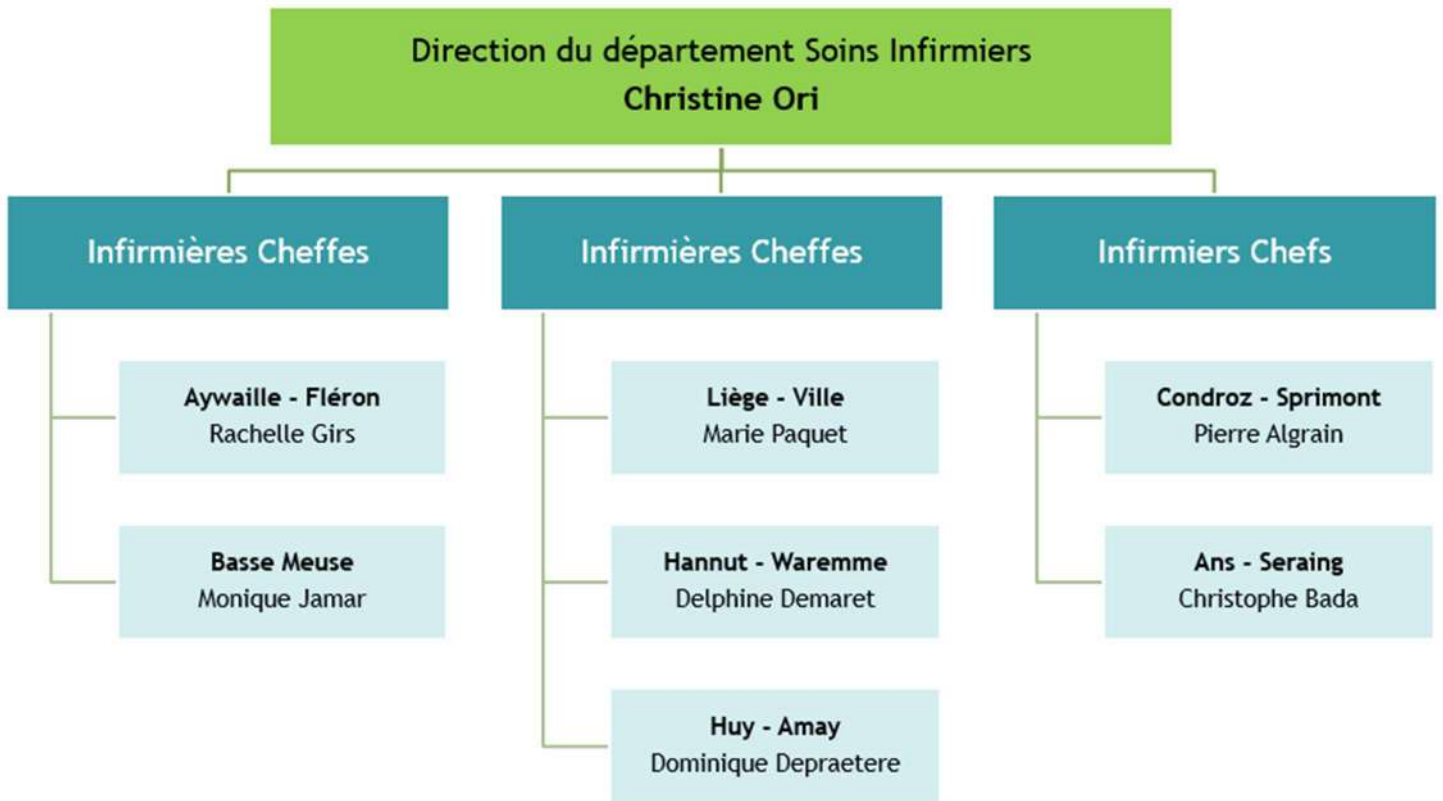 Direction du département Soins Infirmiers
Christine Ori
Infirmières Cheffes
Aywaille - Fléron
Rachelle Girs
Basse Meuse
Monique Jamar
Infirmières Cheffes
Liège - Ville
Marie Paquet
Hannut - Waremme
Delphine Demaret
Huy - Amay
Dominique Depraetere
Infirmiers Chefs
Condroz - Sprimont
Pierre Algrain
Ans - Seraing
Christophe Bada